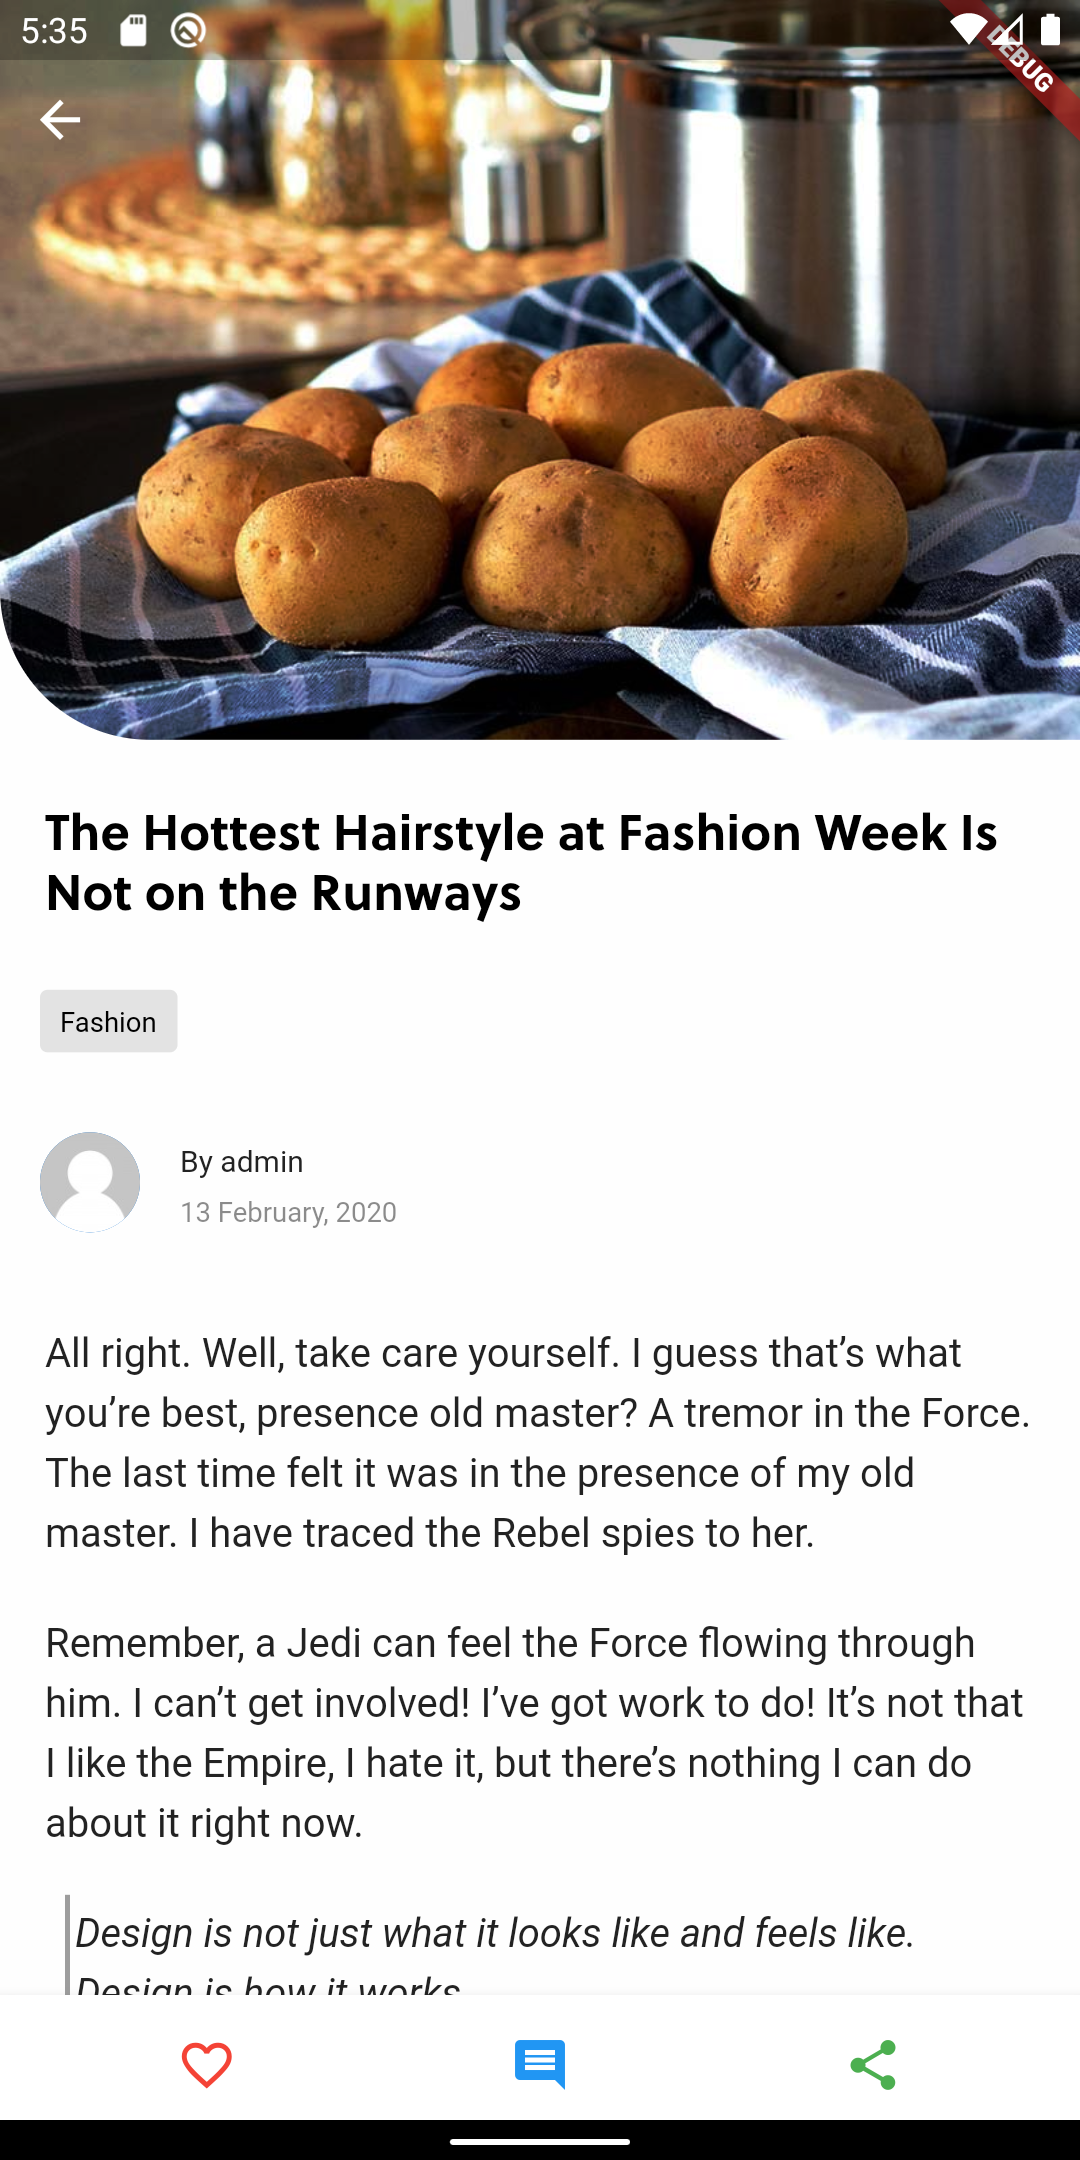 5:35
DEBUG
The Hottest Hairstyle at Fashion Week Is
Not on the Runways
Fashion
By admin
13 February, 2020
All right. Well, take care yourself. I guess that’s what
you’re best, presence old master? A tremor in the Force.
The last time felt it was in the presence of my old
master. I have traced the Rebel spies to her.
Remember, a Jedi can feel the Force flowing through
him. I can’t get involved! I’ve got work to do! It’s not that
I like the Empire, I hate it, but there’s nothing I can do
about it right now.
Design is not just what it looks like and feels like.
Design is how it works